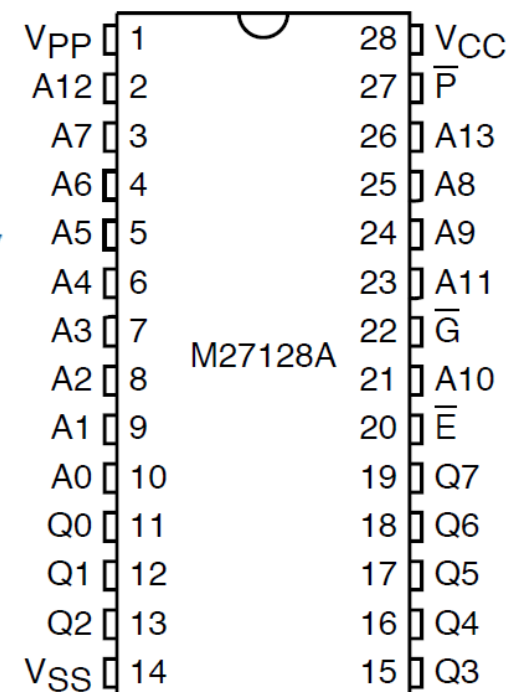 VPP 1 28 VCC
A12 2 27 P̅
A7 3 26 A13
A6 4 25 A8
A5 5 24 A9
A4 6 23 A11
A3 7 22 G̅
M27128A
A2 8 21 A10
A1 9 20 E̅
A0 10 19 Q7
Q0 11 18 Q6
Q1 12 17 Q5
Q2 13 16 Q4
VSS 14 15 Q3